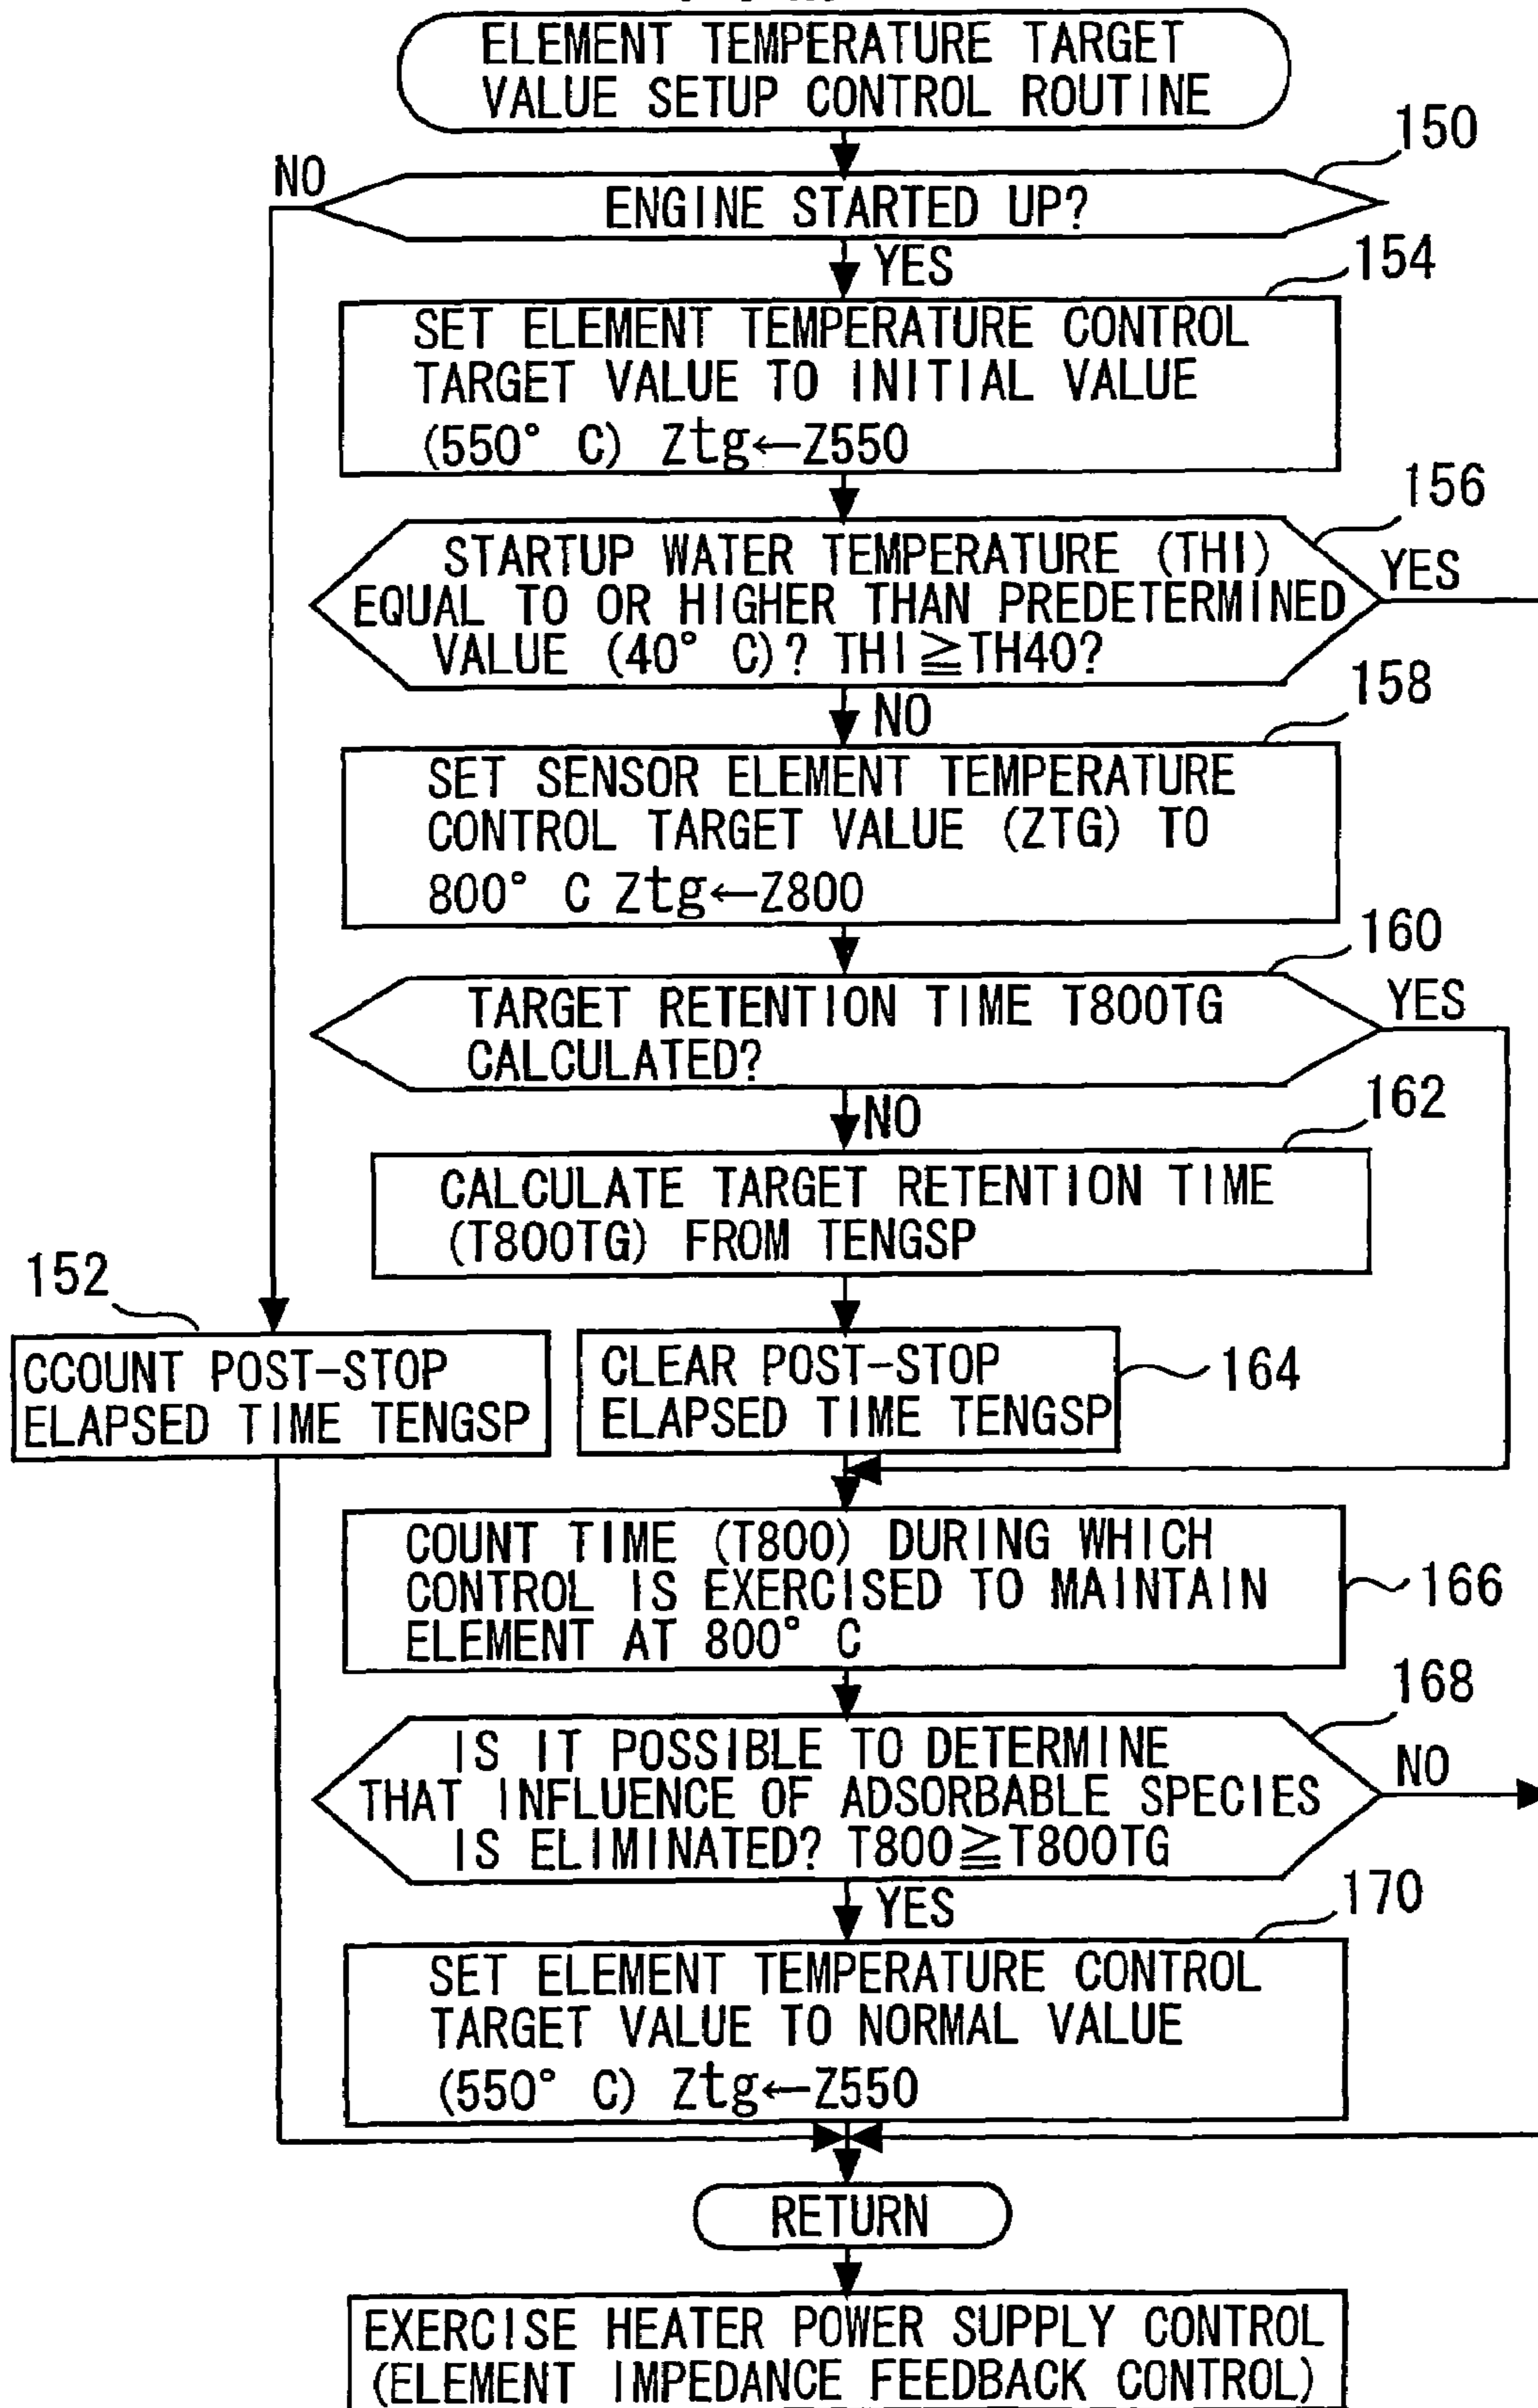 ELEMENT TEMPERATURE TARGET
VALUE SETUP CONTROL ROUTINE
150
NO
ENGINE STARTED UP?
YES
154
SET ELEMENT TEMPERATURE CONTROL
TARGET VALUE TO INITIAL VALUE
(550° C) Ztg←Z550
156
STARTUP WATER TEMPERATURE (THI)
EQUAL TO OR HIGHER THAN PREDETERMINED
VALUE (40° C)? THI≧TH40?
YES
NO
158
SET SENSOR ELEMENT TEMPERATURE
CONTROL TARGET VALUE (ZTG) TO
800° C Ztg←Z800
160
TARGET RETENTION TIME T800TG
CALCULATED?
YES
NO
162
CALCULATE TARGET RETENTION TIME
(T800TG) FROM TENGSP
152
CCOUNT POST-STOP
ELAPSED TIME TENGSP
CLEAR POST-STOP
ELAPSED TIME TENGSP
164
COUNT TIME (T800) DURING WHICH
CONTROL IS EXERCISED TO MAINTAIN
ELEMENT AT 800° C
166
168
IS IT POSSIBLE TO DETERMINE
THAT INFLUENCE OF ADSORBABLE SPECIES
IS ELIMINATED? T800≧T800TG
NO
YES
170
SET ELEMENT TEMPERATURE CONTROL
TARGET VALUE TO NORMAL VALUE
(550° C) Ztg←Z550
RETURN
EXERCISE HEATER POWER SUPPLY CONTROL
(ELEMENT IMPEDANCE FEEDBACK CONTROL)